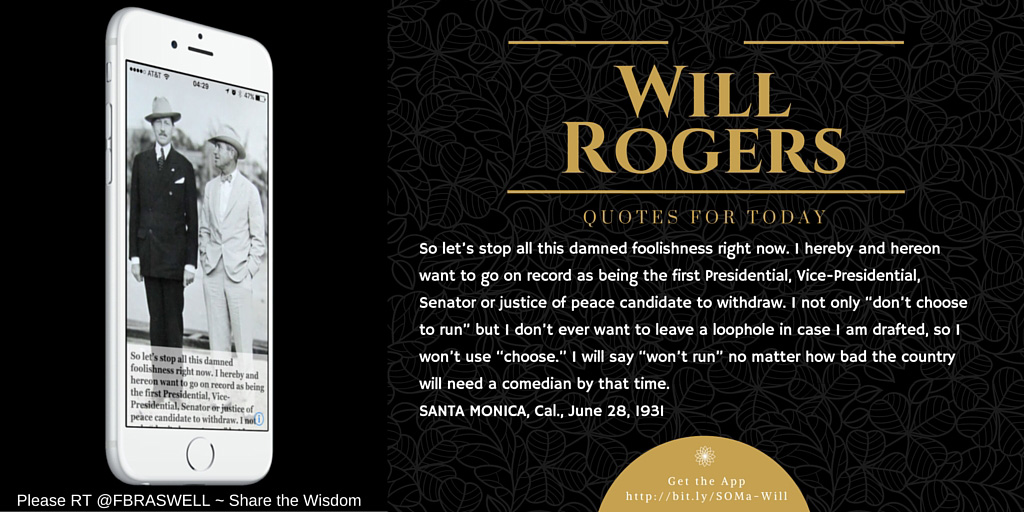 AT&T
04:29
47%
So let's stop all this damned
foolishness right now. I hereby and
hereon want to go on record as being
the first Presidential, Vice-
Presidential, Senator or justice of
peace candidate to withdraw. I not
Please RT @FBRASWELL ~ Share the Wisdom
WILL
ROGERS
QUOTES FOR TODAY
So let's stop all this damned foolishness right now. I hereby and hereon
want to go on record as being the first Presidential, Vice-Presidential,
Senator or justice of peace candidate to withdraw. I not only "don't choose
to run" but I don't ever want to leave a loophole in case I am drafted, so I
won't use "choose." I will say "won't run" no matter how bad the country
will need a comedian by that time.
SANTA MONICA, Cal., June 28, 1931
Get the App
http://bit.ly/SOMa-Will